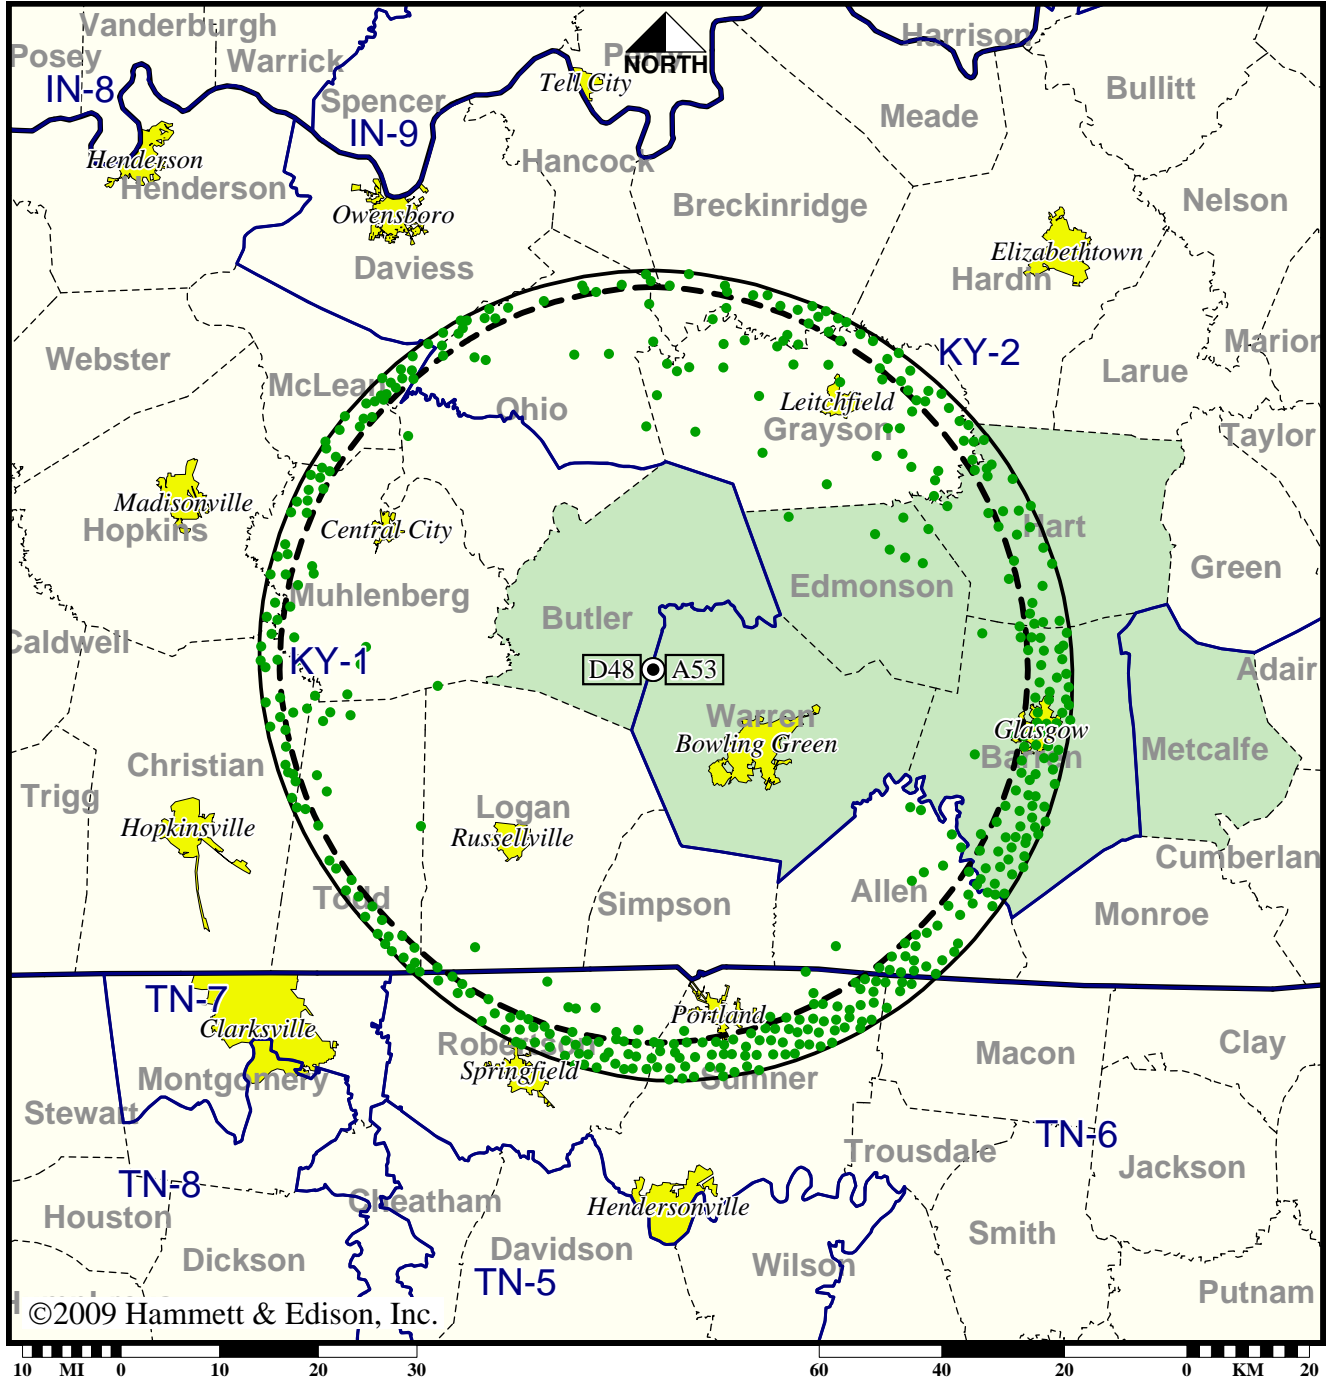 Vanderburgh
Posey
Warrick
IN-8
Spencer
IN-9
NORTH
Tell City
Harrison
Bullitt
Meade
Henderson
Henderson
Hancock
Breckinridge
Nelson
Owensboro
Daviess
Elizabethtown
Hardin
Webster
McLean
KY-2
Marion
Larue
Ohio
Leitchfield
Grayson
Taylor
Madisonville
Hopkins
Central City
Hart
Green
Muhlenberg
Edmonson
Butler
Caldwell
KY-1
D48
A53
Adair
Warren
Bowling Green
Glasgow
Barren
Metcalfe
Christian
Trigg
Hopkinsville
Logan
Russellville
Cumberlan
Todd
Simpson
Allen
Monroe
TN-7
Clarksville
Portland
Robertson
Springfield
Sumner
Macon
Clay
Montgomery
Stewart
TN-6
Trousdale
Jackson
TN-8
Houston
Cheatham
Hendersonville
Smith
Dickson
Davidson
TN-5
Wilson
Putnam
©2009 Hammett & Edison, Inc.
10 MI 0 10 20 30
60 40 20 0 KM 20